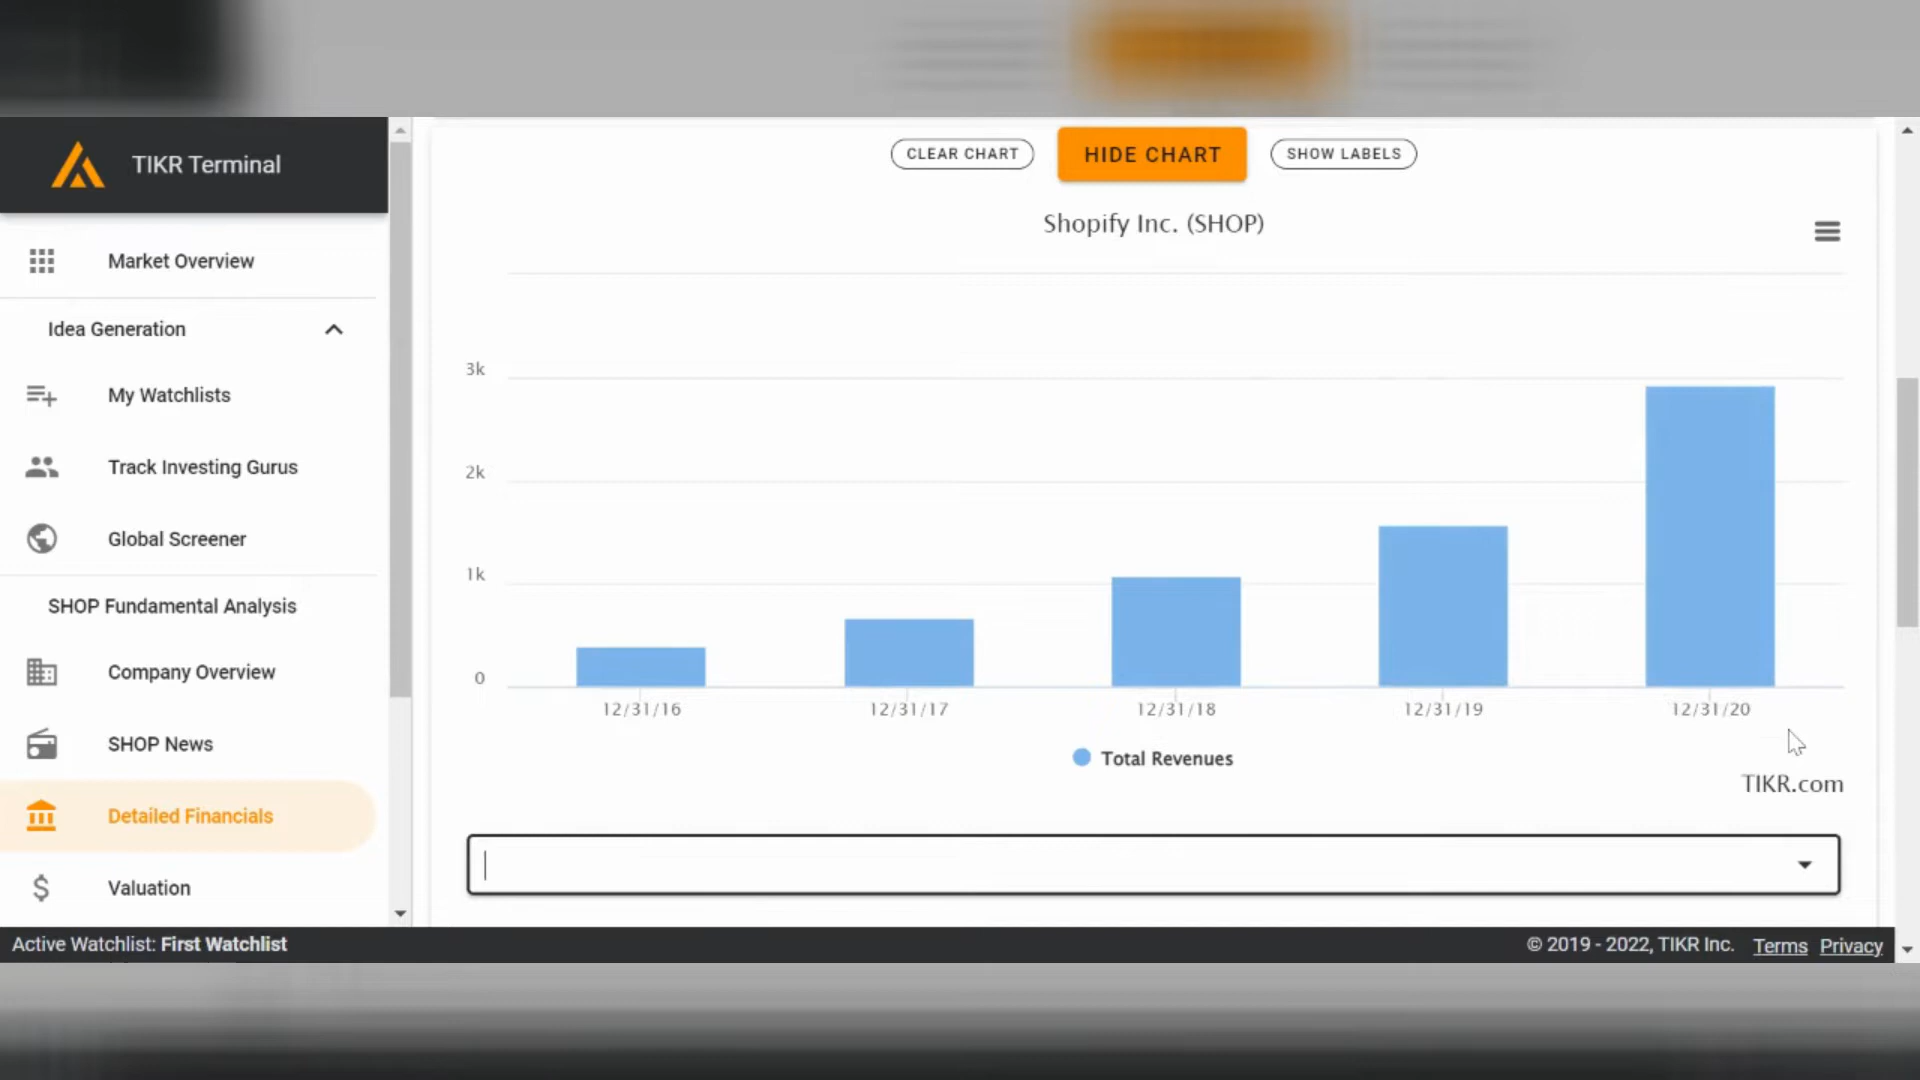 TIKR Terminal
Market Overview
Idea Generation
My Watchlists
Track Investing Gurus
Global Screener
SHOP Fundamental Analysis
Company Overview
SHOP News
Detailed Financials
Valuation
CLEAR CHART
HIDE CHART
SHOW LABELS
Shopify Inc. (SHOP)
3k
2k
1k
0
12/31/16
12/31/17
12/31/18
12/31/19
12/31/20
Total Revenues
TIKR.com
Active Watchlist: First Watchlist
© 2019 - 2022, TIKR Inc. Terms Privacy